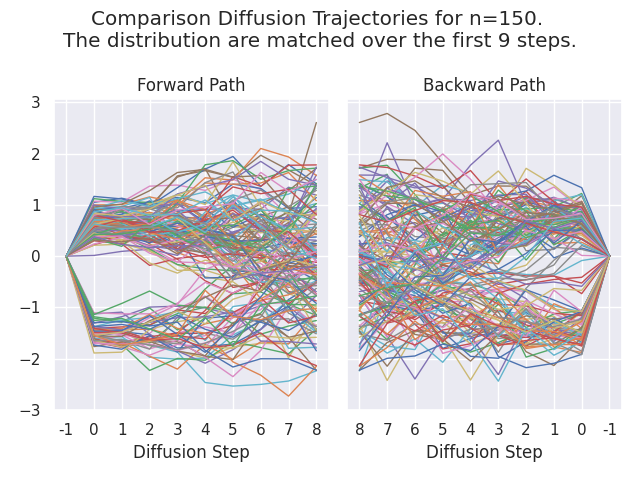 Comparison Diffusion Trajectories for n=150.
The distribution are matched over the first 9 steps.
Forward Path
Backward Path
3
2
1
0
−1
−2
−3
-1 0 1 2 3 4 5 6 7 8
8 7 6 5 4 3 2 1 0 -1
Diffusion Step
Diffusion Step